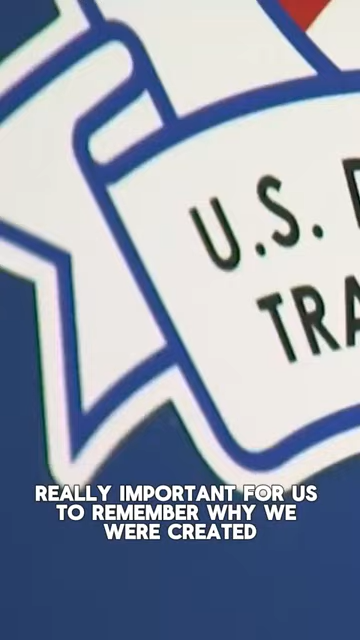 U.S.
TRA
REALLY IMPORTANT FOR US
TO REMEMBER WHY WE
WERE CREATED